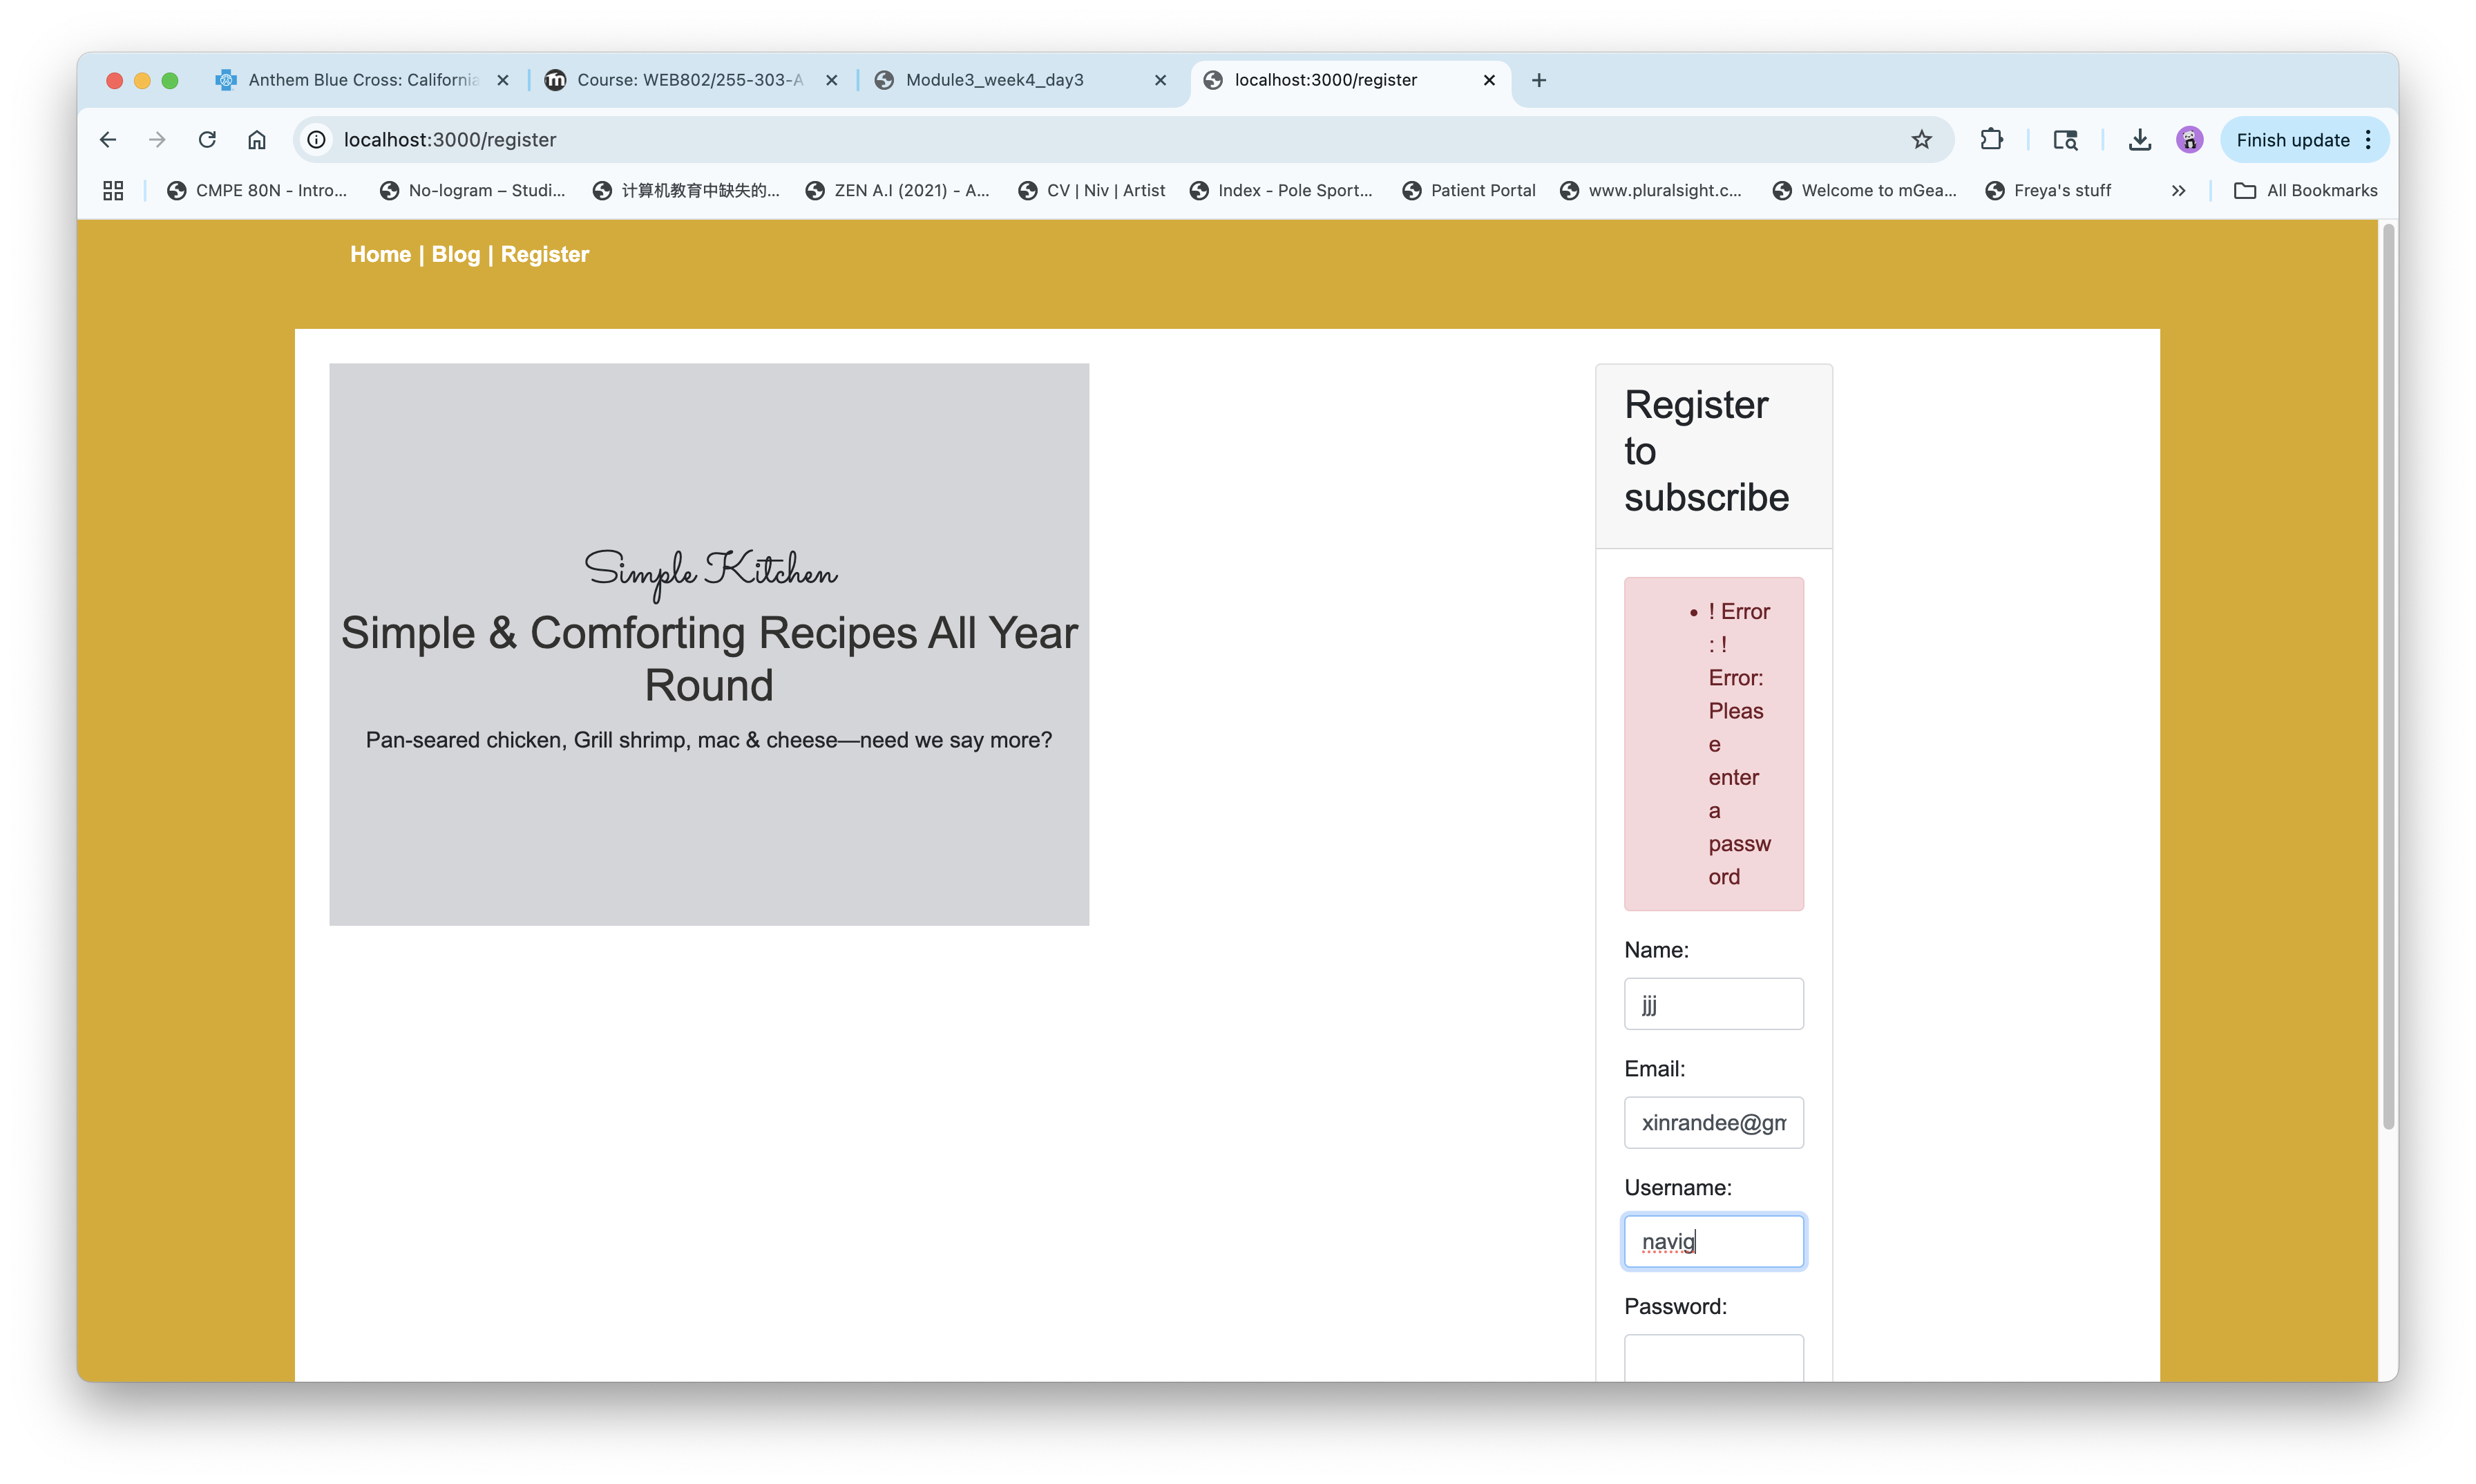 Anthem Blue Cross: California
Course: WEB802/255-303-A
Module3_week4_day3
localhost:3000/register
localhost:3000/register
Finish update
CMPE 80N - Intro...
No-logram – Studi...
计算机教育中缺失的...
ZEN A.I (2021) - A...
CV | Niv | Artist
Index - Pole Sport...
Patient Portal
www.pluralsight.c...
Welcome to mGea...
Freya's stuff
All Bookmarks
Home | Blog | Register
Simple Kitchen
Simple & Comforting Recipes All Year
Round
Pan-seared chicken, Grill shrimp, mac & cheese—need we say more?
Register
to
subscribe
! Error
: !
Error:
Pleas
e
enter
a
passw
ord
Name:
jjj
Email:
xinrandee@gm
Username:
navig
Password: